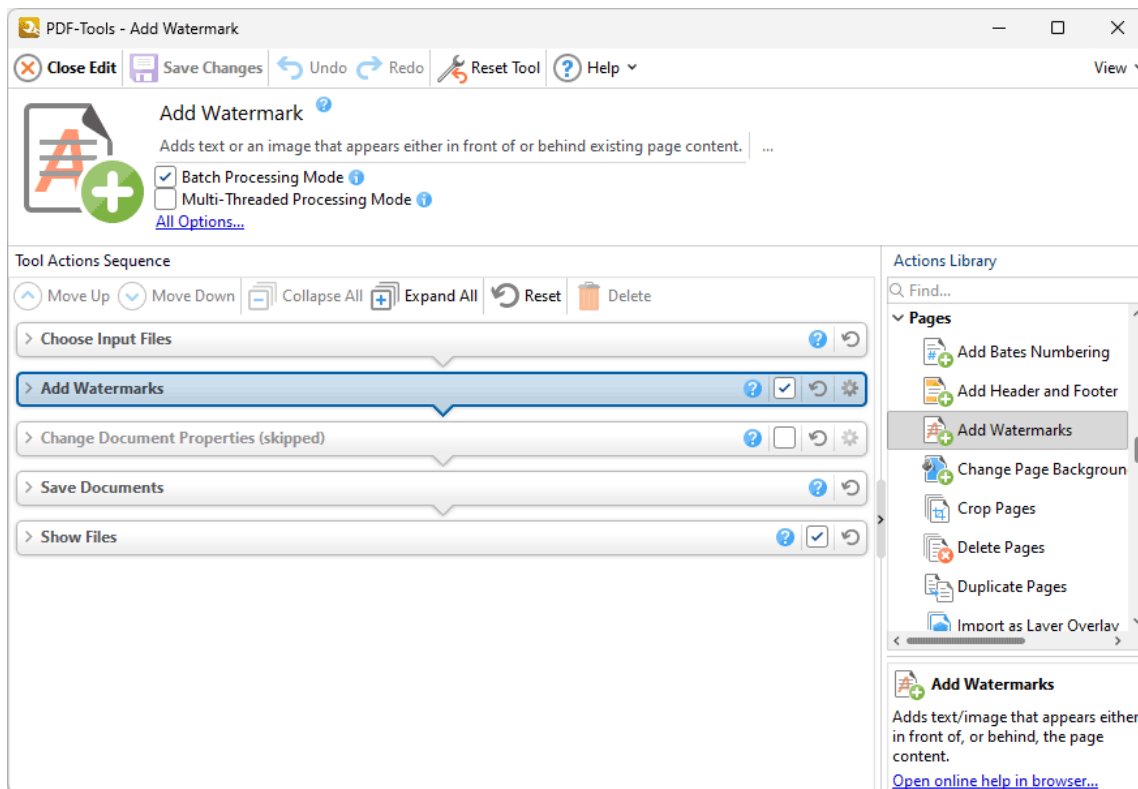 PDF-Tools - Add Watermark
Close Edit Save Changes Undo Redo Reset Tool Help View
Add Watermark
Adds text or an image that appears either in front of or behind existing page content. ...
Batch Processing Mode
Multi-Threaded Processing Mode
All Options...
Tool Actions Sequence
Move Up Move Down Collapse All Expand All Reset Delete
Choose Input Files
Add Watermarks
Change Document Properties (skipped)
Save Documents
Show Files
Actions Library
Find...
Pages
Add Bates Numbering
Add Header and Footer
Add Watermarks
Change Page Backgroun
Crop Pages
Delete Pages
Duplicate Pages
Import as Layer Overlay
Add Watermarks
Adds text/image that appears either
in front of, or behind, the page
content.
Open online help in browser...